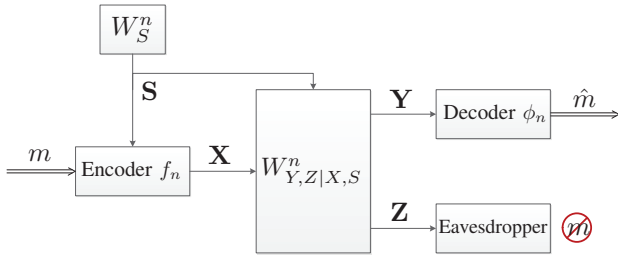 W_S^n
S
Y
Decoder ϕ_n
m̂
m
Encoder f_n
X
W^n_{Y,Z|X,S}
Z
Eavesdropper
m